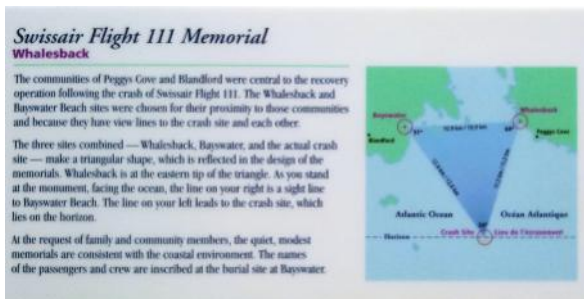 Swissair Flight 111 Memorial
Whalesback
The communities of Peggys Cove and Blandford were central to the recovery
operation following the crash of Swissair Flight 111. The Whalesback and
Bayswater Beach sites were chosen for their proximity to those communities
and because they have view lines to the crash site and each other.
The three sites combined — Whalesback, Bayswater, and the actual crash
site — make a triangular shape, which is reflected in the design of the
memorials. Whalesback is at the eastern tip of the triangle. As you stand
at the monument, facing the ocean, the line on your right is a sight line
to Bayswater Beach. The line on your left leads to the crash site, which
lies on the horizon.
At the request of family and community members, the quiet, modest
memorials are consistent with the coastal environment. The names
of the passengers and crew are inscribed at the burial site at Bayswater.
Whalesback
Bayswater
Blandford
Peggys Cove
Atlantic Ocean
Océan Atlantique
Horizon
Crash Site
Lieu de l'écrasement